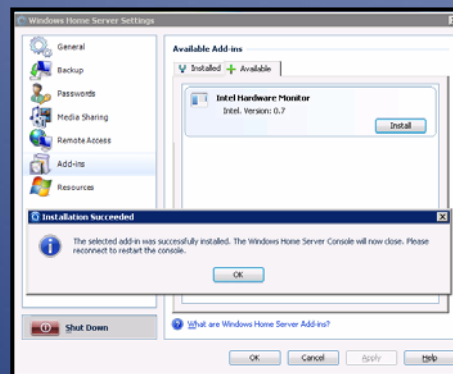 Windows Home Server Settings
General
Backup
Passwords
Media Sharing
Remote Access
Add-ins
Resources
Shut Down
Available Add-ins
Installed Available
Intel Hardware Monitor
Intel. Version: 0.7
Install
Installation Succeeded
The selected add-in was successfully installed. The Windows Home Server Console will now close. Please
reconnect to restart the console.
OK
What are Windows Home Server Add-ins?
OK Cancel Apply Help